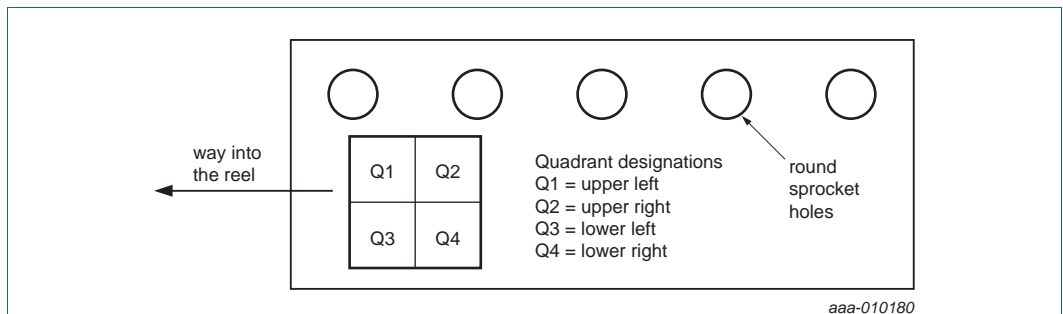 way into
the reel
Q1 Q2
Q3 Q4
Quadrant designations
Q1 = upper left
Q2 = upper right
Q3 = lower left
Q4 = lower right
round
sprocket
holes
aaa-010180